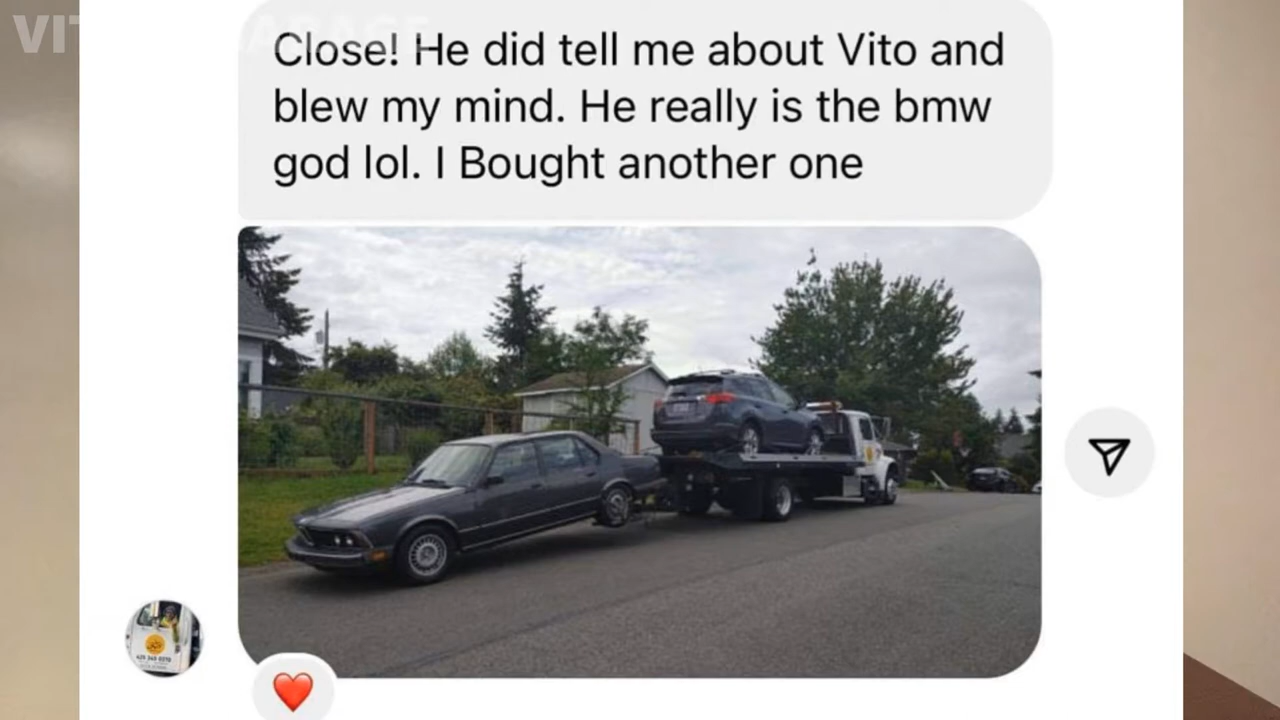 Close! He did tell me about Vito and
blew my mind. He really is the bmw
god lol. I Bought another one